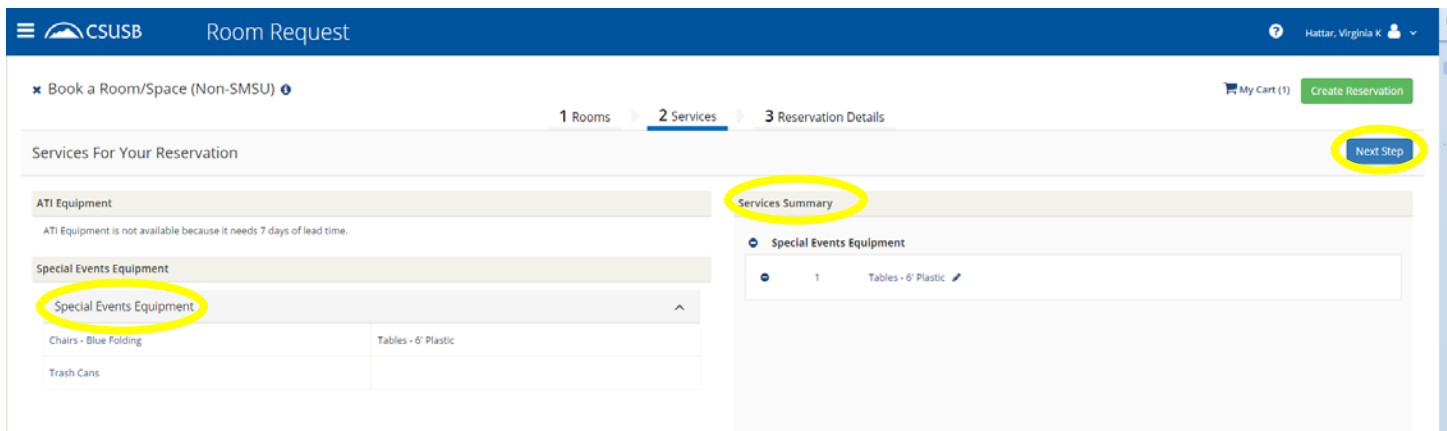 CSUSB Room Request Hattar, Virginia K
Book a Room/Space (Non-SMSU)
My Cart (1) Create Reservation
1 Rooms 2 Services 3 Reservation Details
Services For Your Reservation Next Step
ATI Equipment
ATI Equipment is not available because it needs 7 days of lead time.
Special Events Equipment
Special Events Equipment
Chairs - Blue Folding Tables - 6' Plastic
Trash Cans
Services Summary
Special Events Equipment
1 Tables - 6' Plastic